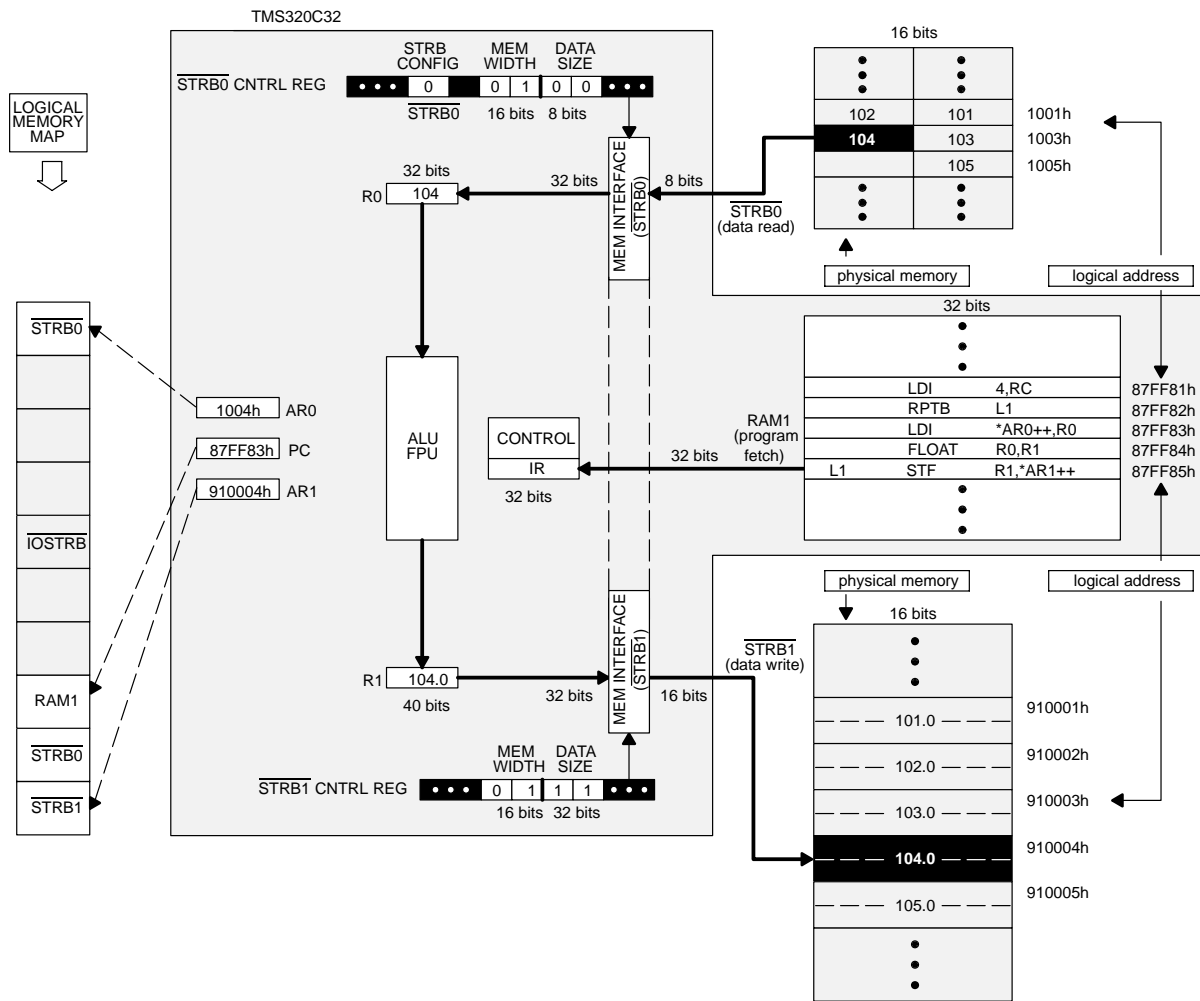 TMS320C32
STRB CONFIG MEM WIDTH DATA SIZE
STRB0 CNTRL REG 0 0 1 0 0
STRB0 16 bits 8 bits
LOGICAL
MEMORY
MAP
16 bits
102 101 1001h
104 103 1003h
105 1005h
physical memory
logical address
MEM INTERFACE
(STRB0)
8 bits
STRB0
(data read)
32 bits
32 bits
R0 104
STRB0
IOSTRB
RAM1
STRB0
STRB1
1004h AR0
87FF83h PC
910004h AR1
ALU
FPU
CONTROL
IR
32 bits
32 bits
RAM1
(program
fetch)
32 bits
LDI 4,RC 87FF81h
RPTB L1 87FF82h
LDI *AR0++,R0 87FF83h
FLOAT R0,R1 87FF84h
L1 STF R1,*AR1++ 87FF85h
physical memory
logical address
R1 104.0
40 bits
32 bits
MEM INTERFACE
(STRB1)
16 bits
STRB1
(data write)
MEM WIDTH DATA SIZE
STRB1 CNTRL REG 0 1 1 1
16 bits 32 bits
16 bits
101.0 910001h
102.0 910002h
103.0 910003h
104.0 910004h
105.0 910005h